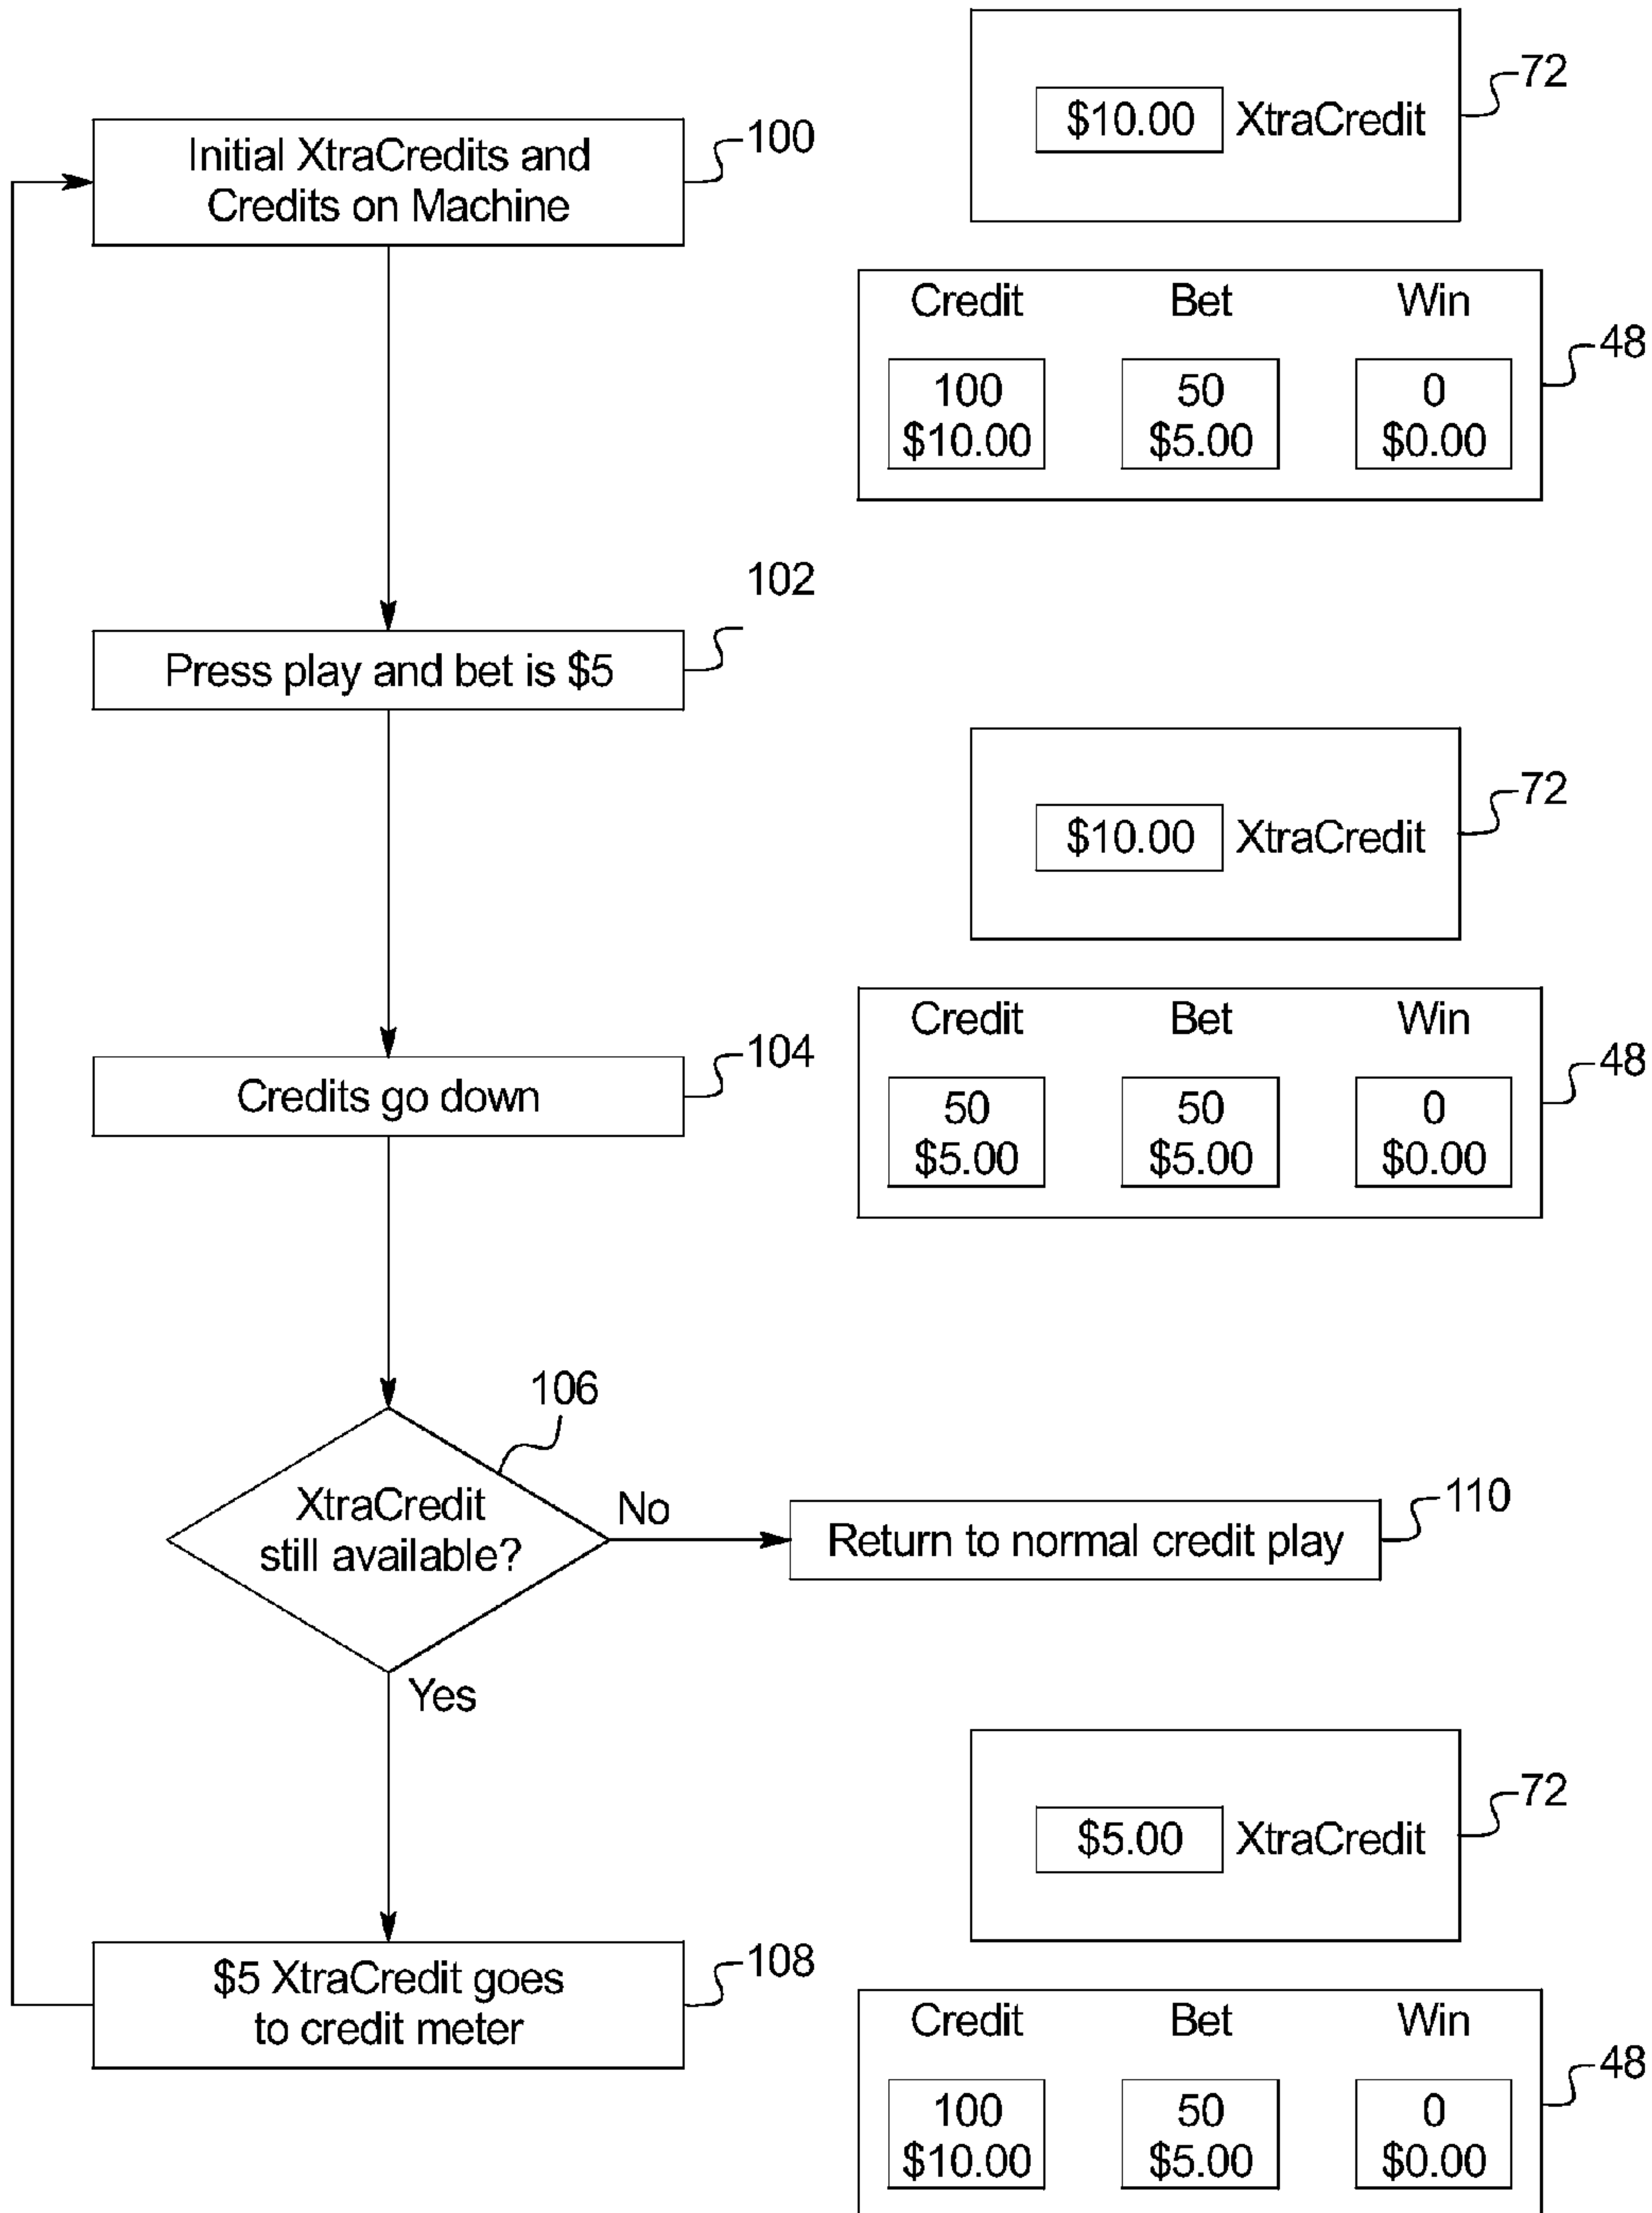 $10.00 XtraCredit
72
Initial XtraCredits and
Credits on Machine
100
Credit Bet Win
100 50 0
$10.00 $5.00 $0.00
48
102
Press play and bet is $5
$10.00 XtraCredit
72
Credits go down
104
Credit Bet Win
50 50 0
$5.00 $5.00 $0.00
48
106
XtraCredit
still available?
No
Return to normal credit play
110
Yes
$5.00 XtraCredit
72
$5 XtraCredit goes
to credit meter
108
Credit Bet Win
100 50 0
$10.00 $5.00 $0.00
48